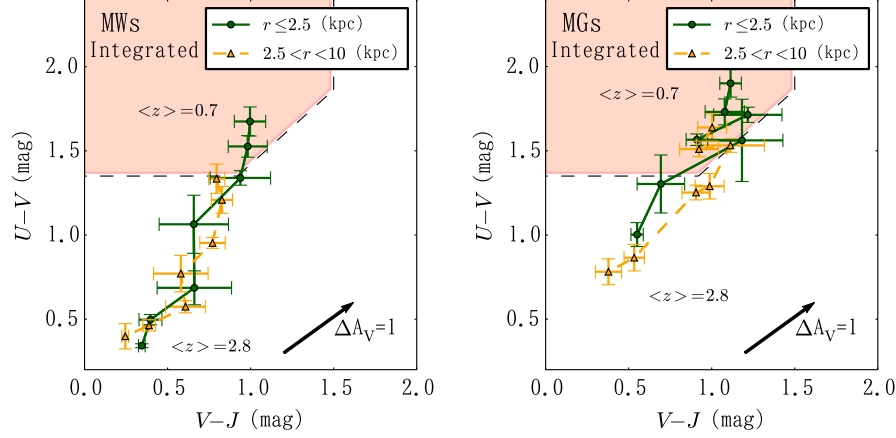 MWs
Integrated
r≤2.5 (kpc)
2.5<r<10 (kpc)
<z>=0.7
<z>=2.8
ΔA_V=1
2.0
1.5
1.0
0.5
U−V (mag)
0.0 0.5 1.0 1.5 2.0
V−J (mag)
MGs
Integrated
r≤2.5 (kpc)
2.5<r<10 (kpc)
<z>=0.7
<z>=2.8
ΔA_V=1
2.0
1.5
1.0
0.5
U−V (mag)
0.0 0.5 1.0 1.5 2.0
V−J (mag)